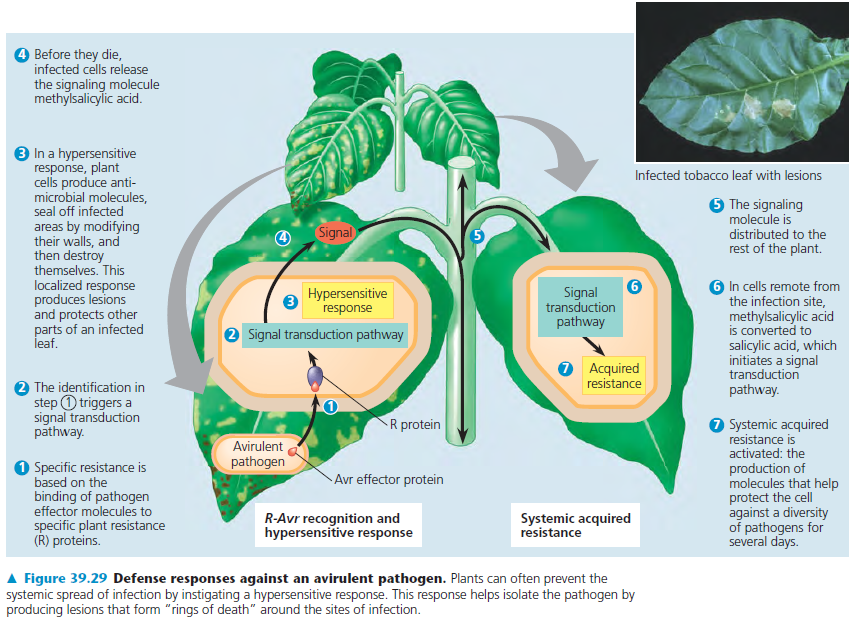 4 Before they die,
infected cells release
the signaling molecule
methylsalicylic acid.
3 In a hypersensitive
response, plant
cells produce anti-
microbial molecules,
seal off infected
areas by modifying
their walls, and
then destroy
themselves. This
localized response
produces lesions
and protects other
parts of an infected
leaf.
2 The identification in
step 1 triggers a
signal transduction
pathway.
1 Specific resistance is
based on the
binding of pathogen
effector molecules to
specific plant resistance
(R) proteins.
4
Signal
3
Hypersensitive
response
2
Signal transduction pathway
1
R protein
Avirulent
pathogen
Avr effector protein
R-Avr recognition and
hypersensitive response
5
Signal
transduction
pathway
6
7
Acquired
resistance
Systemic acquired
resistance
Infected tobacco leaf with lesions
5 The signaling
molecule is
distributed to the
rest of the plant.
6 In cells remote from
the infection site,
methylsalicylic acid
is converted to
salicylic acid, which
initiates a signal
transduction
pathway.
7 Systemic acquired
resistance is
activated: the
production of
molecules that help
protect the cell
against a diversity
of pathogens for
several days.
▲ Figure 39.29 Defense responses against an avirulent pathogen. Plants can often prevent the
systemic spread of infection by instigating a hypersensitive response. This response helps isolate the pathogen by
producing lesions that form “rings of death” around the sites of infection.